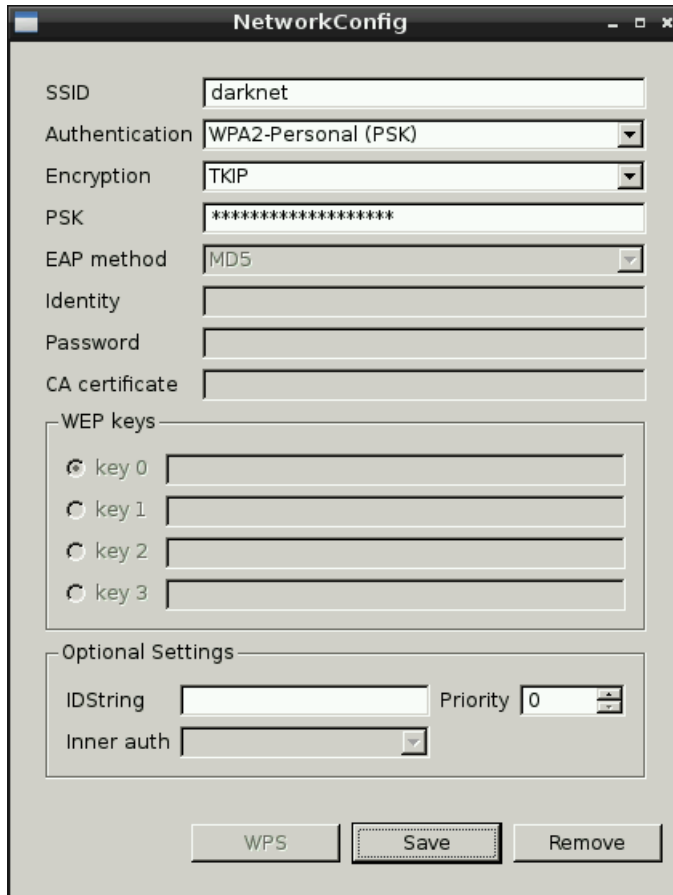 NetworkConfig
SSID darknet
Authentication WPA2-Personal (PSK)
Encryption TKIP
PSK *******************
EAP method MD5
Identity
Password
CA certificate
WEP keys
key 0
key 1
key 2
key 3
Optional Settings
IDString Priority 0
Inner auth
WPS Save Remove